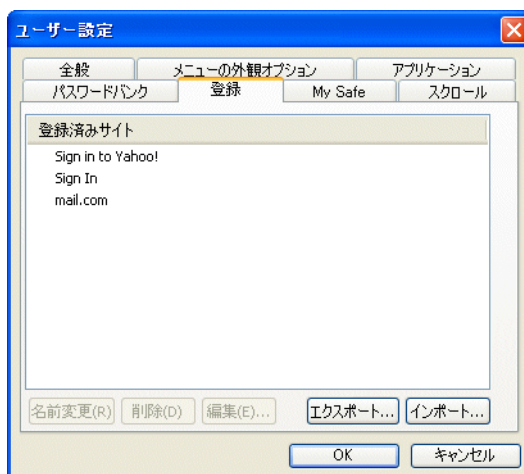 ユーザー設定
全般 メニューの外観オプション アプリケーション
パスワードバンク 登録 My Safe スクロール
登録済みサイト
Sign in to Yahoo!
Sign In
mail.com
名前変更(R) 削除(D) 編集(E)... エクスポート... インポート...
OK キャンセル